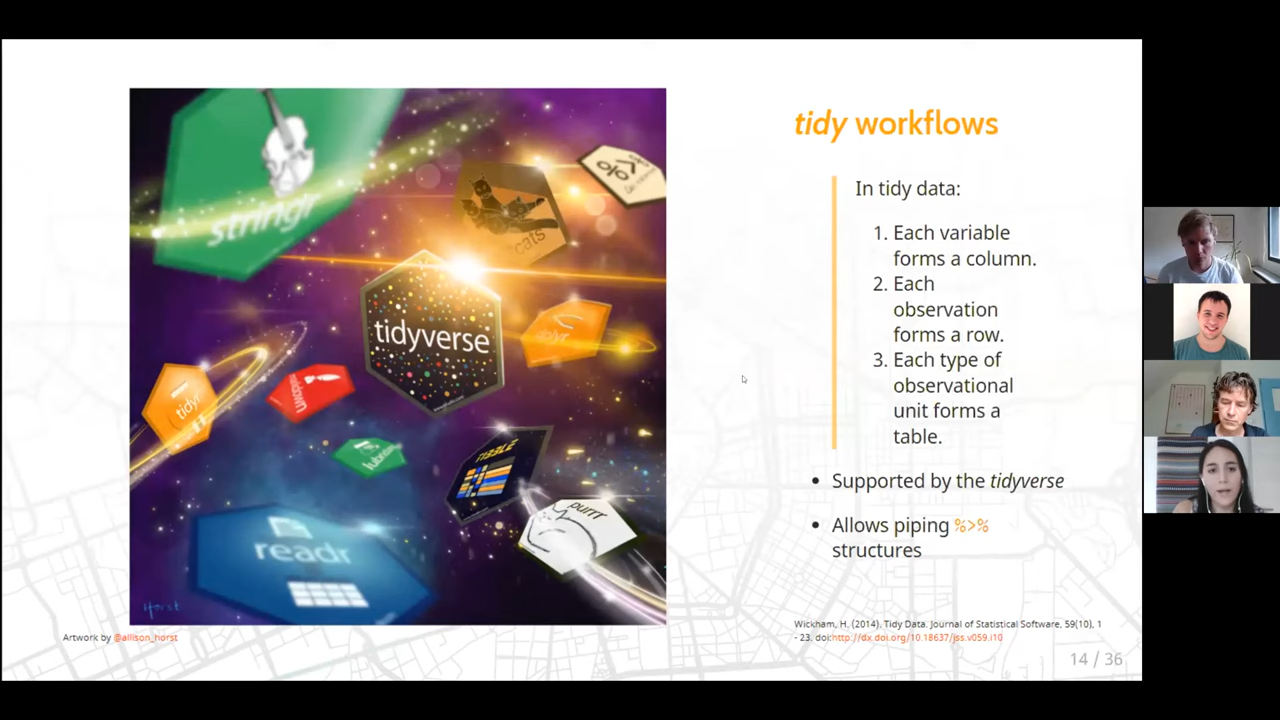 tidy workflows
In tidy data:
1. Each variable
forms a column.
2. Each
observation
forms a row.
3. Each type of
observational
unit forms a
table.
• Supported by the tidyverse
• Allows piping %>%
structures
stringr
cats
%>%
tidyverse
dplyr
tidyr
lubridate
TIBBLE
purrr
readr
Horst
Artwork by @allison_horst
Wickham, H. (2014). Tidy Data. Journal of Statistical Software, 59(10), 1
- 23. doi:http://dx.doi.org/10.18637/jss.v059.i10
14 / 36